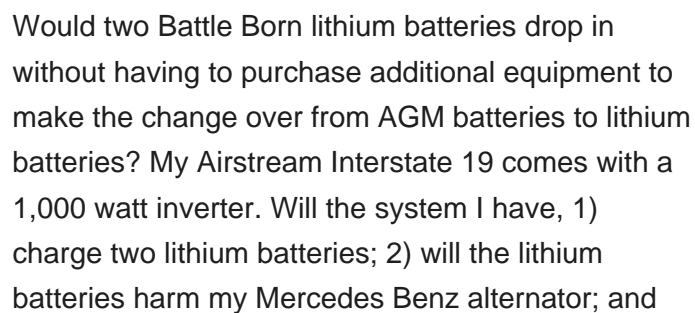 Would two Battle Born lithium batteries drop in
without having to purchase additional equipment to
make the change over from AGM batteries to lithium
batteries? My Airstream Interstate 19 comes with a
1,000 watt inverter. Will the system I have, 1)
charge two lithium batteries; 2) will the lithium
batteries harm my Mercedes Benz alternator; and